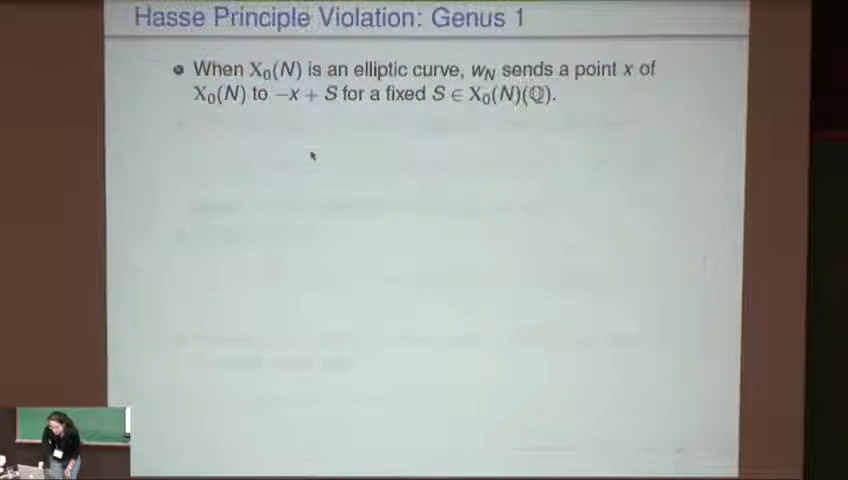 Hasse Principle Violation: Genus 1
• When X₀(N) is an elliptic curve, w_N sends a point x of
X₀(N) to −x + S for a fixed S ∈ X₀(N)(ℚ).